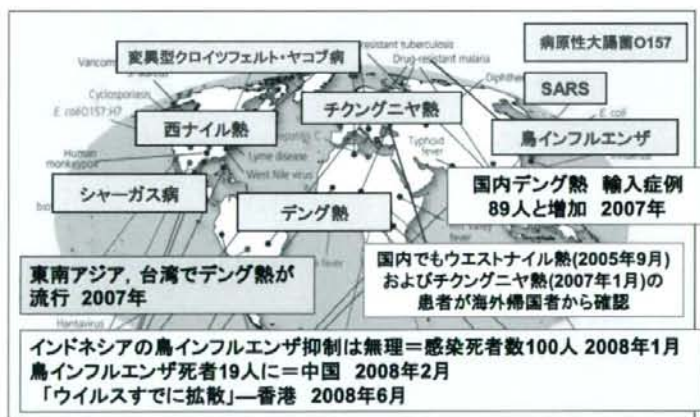 変異型クロイツフェルト・ヤコブ病
resistant tuberculosis
Drug-resistant malaria
病原性大腸菌O157
Diphtheria
SARS
Cyclosporiasis
E. coli O157:H7
E. coli
西ナイル熱
チクングニヤ熱
鳥インフルエンザ
Human monkeypox
Lyme disease
West Nile virus
Typhoid fever
シャーガス病
デング熱
国内デング熱 輸入症例
89人と増加 2007年
fever
東南アジア,台湾でデング熱が
流行 2007年
国内でもウエストナイル熱(2005年9月)
およびチクングニヤ熱(2007年1月)の
患者が海外帰国者から確認
Hantavirus
インドネシアの鳥インフルエンザ抑制は無理=感染死者数100人 2008年1月
鳥インフルエンザ死者19人に=中国 2008年2月
「ウイルスすでに拡散」―香港 2008年6月